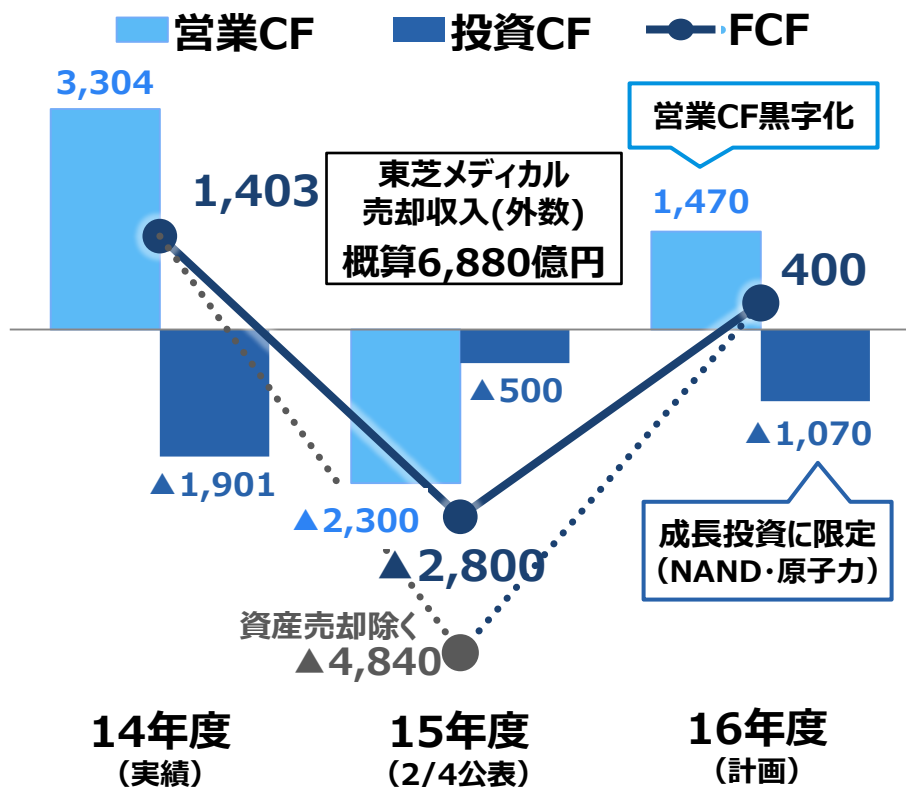 営業CF 投資CF FCF
3,304
1,403
東芝メディカル
売却収入(外数)
概算6,880億円
営業CF黒字化
1,470
400
▲500
▲1,901
▲2,300
▲2,800
▲1,070
成長投資に限定
（NAND・原子力）
資産売却除く
▲4,840
14年度
（実績）
15年度
（2/4公表）
16年度
（計画）